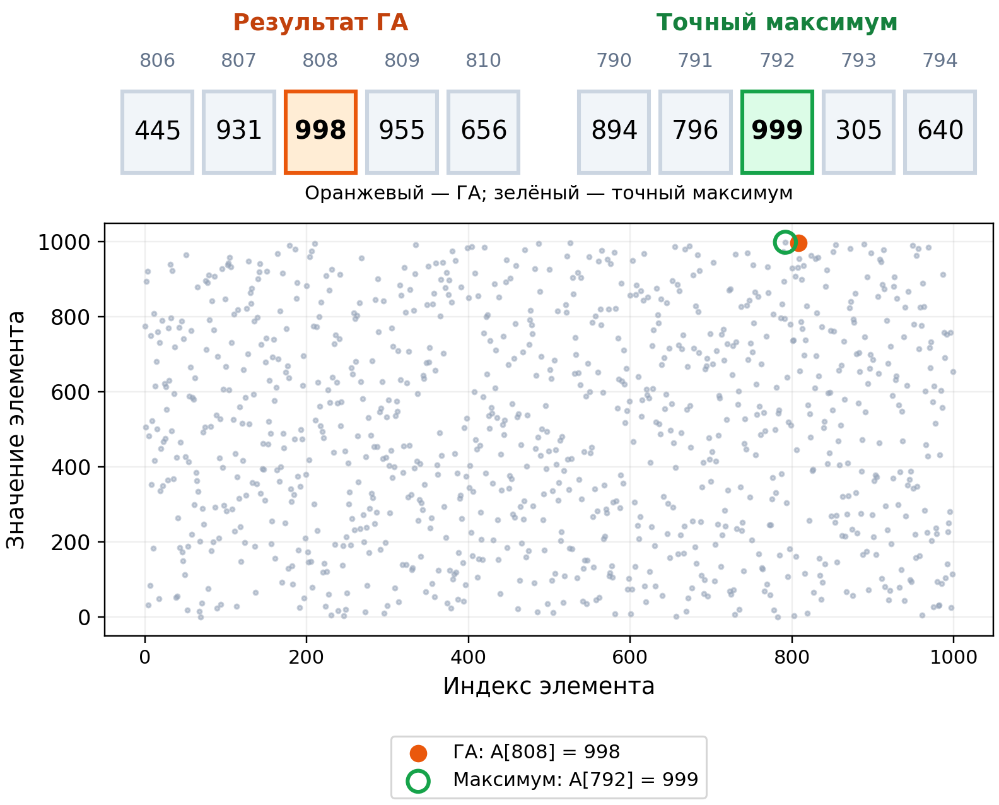 Результат ГА
Точный максимум
806 807 808 809 810
790 791 792 793 794
445 931 998 955 656
894 796 999 305 640
Оранжевый — ГА; зелёный — точный максимум
Значение элемента
1000
800
600
400
200
0
0 200 400 600 800 1000
Индекс элемента
ГА: A[808] = 998
Максимум: A[792] = 999